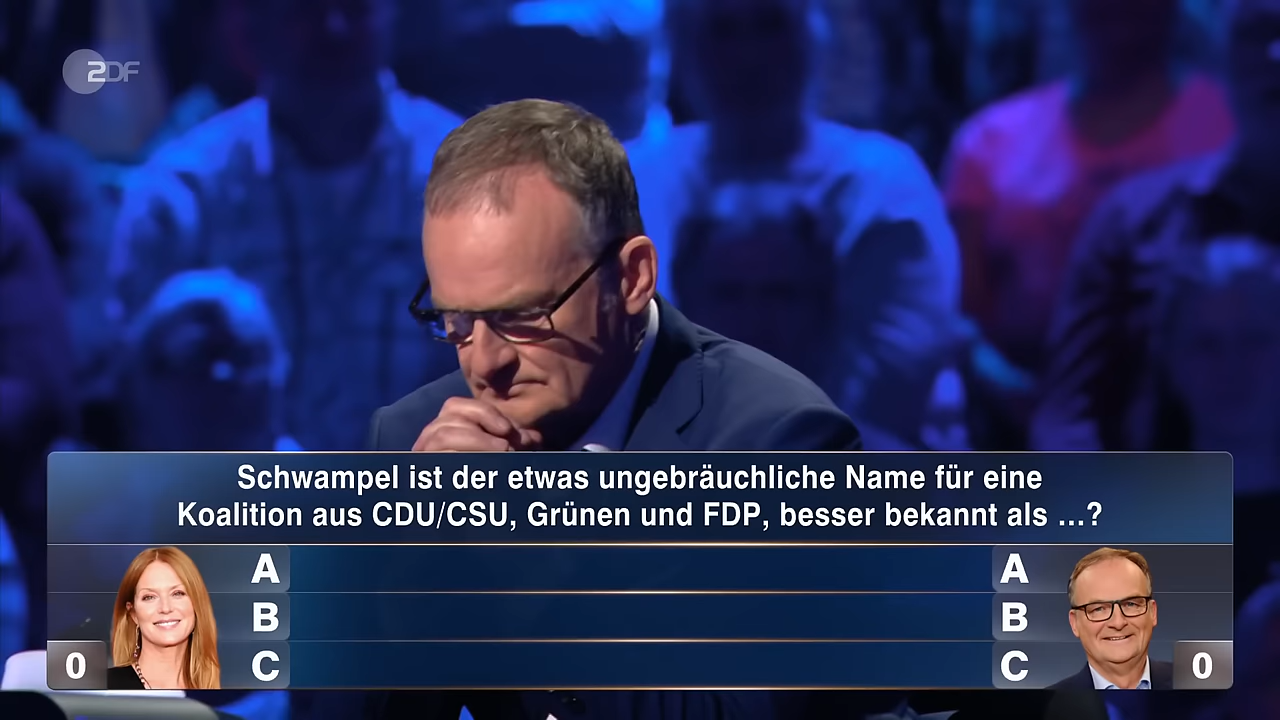 ZDF
Schwampel ist der etwas ungebräuchliche Name für eine
Koalition aus CDU/CSU, Grünen und FDP, besser bekannt als ...?
A A
B B
C C
0 0